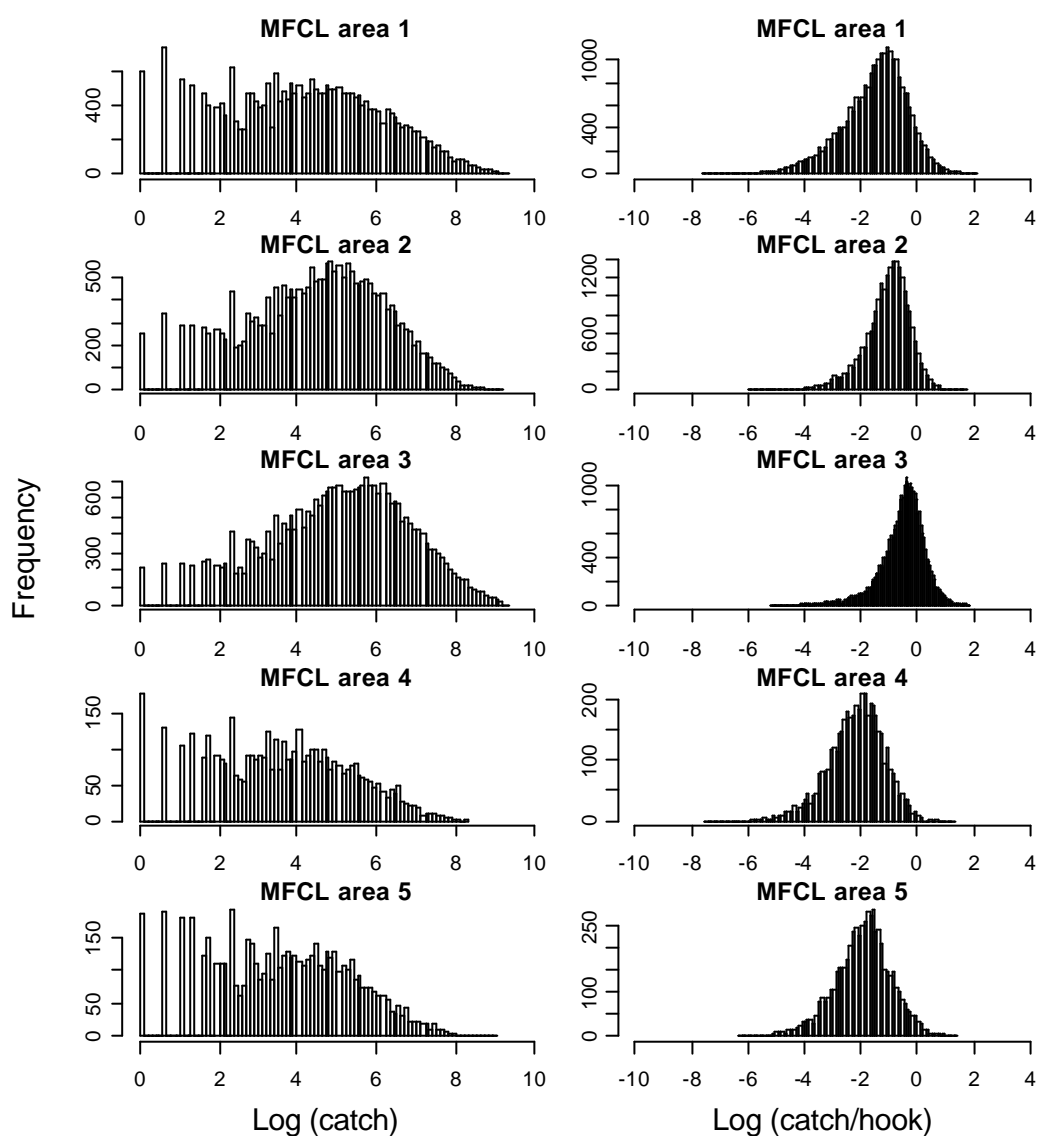 MFCL area 1
MFCL area 1
400
0
1000
400
0
0 2 4 6 8 10
-10 -8 -6 -4 -2 0 2 4
MFCL area 2
MFCL area 2
500
200
0
1200
600
0
0 2 4 6 8 10
-10 -8 -6 -4 -2 0 2 4
MFCL area 3
MFCL area 3
Frequency
600
300
0
1000
400
0
0 2 4 6 8 10
-10 -8 -6 -4 -2 0 2 4
MFCL area 4
MFCL area 4
150
50
0
200
100
0
0 2 4 6 8 10
-10 -8 -6 -4 -2 0 2 4
MFCL area 5
MFCL area 5
150
50
0
250
100
0
0 2 4 6 8 10
-10 -8 -6 -4 -2 0 2 4
Log (catch)
Log (catch/hook)